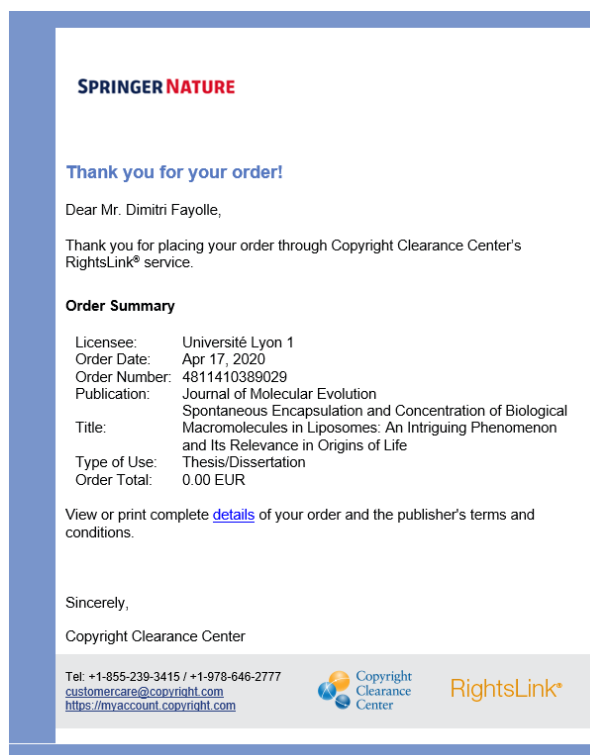 SPRINGER NATURE
Thank you for your order!
Dear Mr. Dimitri Fayolle,
Thank you for placing your order through Copyright Clearance Center's
RightsLink® service.
Order Summary
Licensee: Université Lyon 1
Order Date: Apr 17, 2020
Order Number: 4811410389029
Publication: Journal of Molecular Evolution
Spontaneous Encapsulation and Concentration of Biological
Title: Macromolecules in Liposomes: An Intriguing Phenomenon
and Its Relevance in Origins of Life
Type of Use: Thesis/Dissertation
Order Total: 0.00 EUR
View or print complete details of your order and the publisher's terms and
conditions.
Sincerely,
Copyright Clearance Center
Tel: +1-855-239-3415 / +1-978-646-2777
customercare@copyright.com
https://myaccount.copyright.com
Copyright
Clearance
Center
RightsLink®